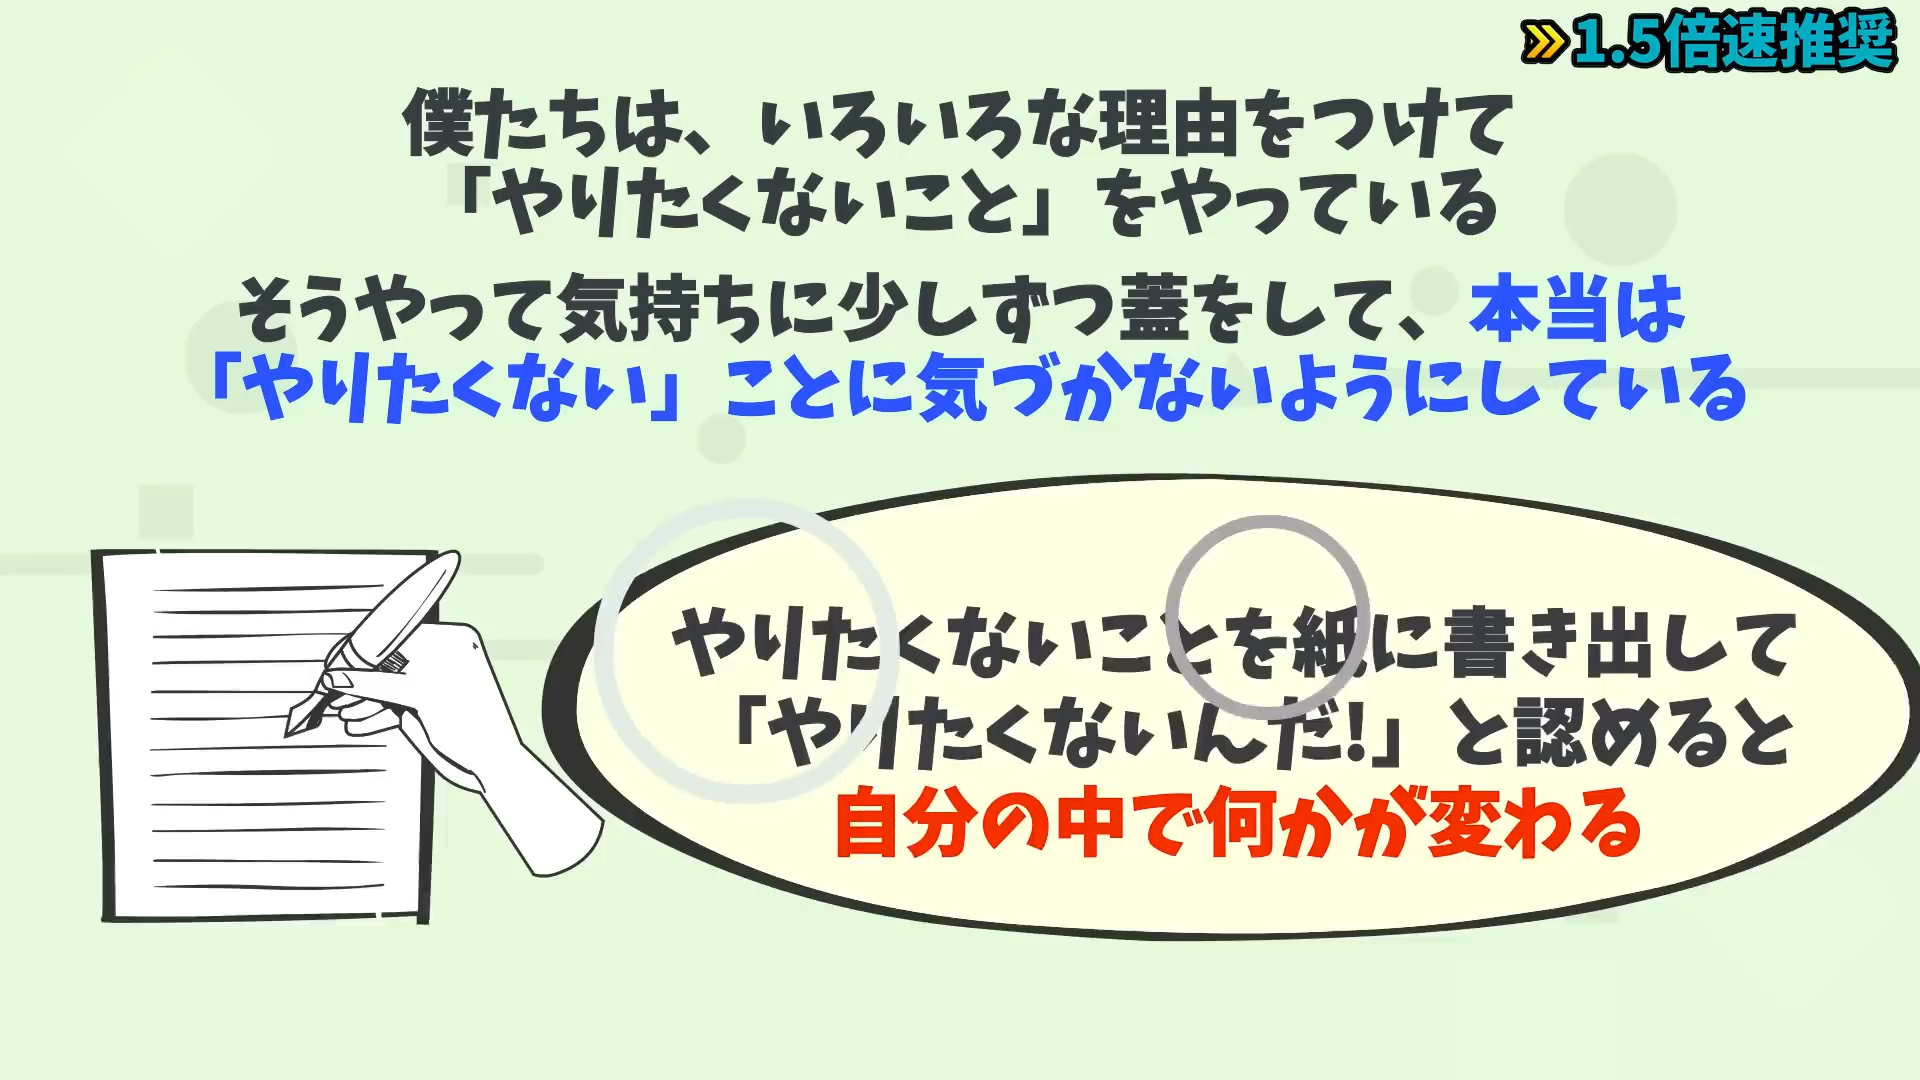 1.5倍速推奨
僕たちは、いろいろな理由をつけて
「やりたくないこと」をやっている
そうやって気持ちに少しずつ蓋をして、本当は
「やりたくない」ことに気づかないようにしている
やりたくないことを紙に書き出して
「やりたくないんだ!」と認めると
自分の中で何かが変わる